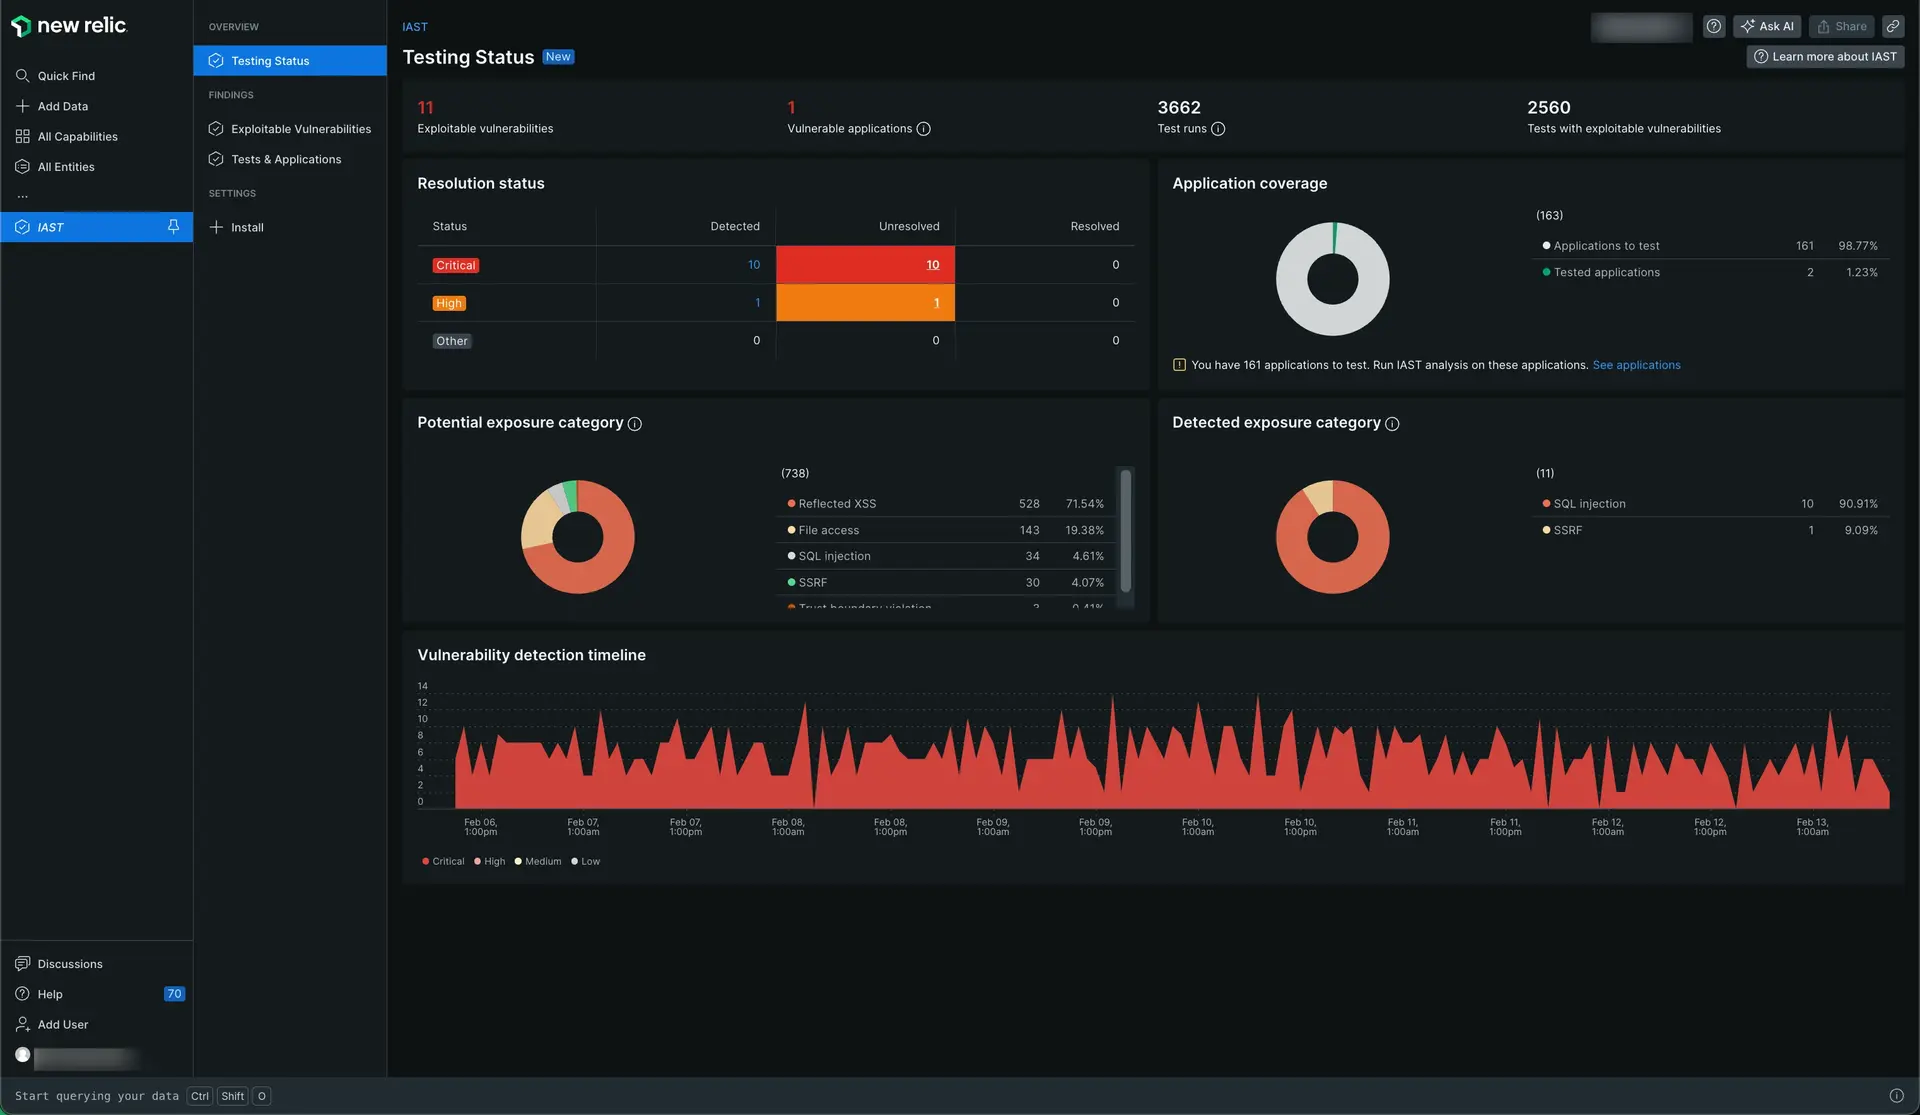 new relic
Quick Find
Add Data
All Capabilities
All Entities
...
IAST
Discussions
Help 70
Add User
OVERVIEW
Testing Status
FINDINGS
Exploitable Vulnerabilities
Tests & Applications
SETTINGS
Install
IAST
Testing Status New
Ask AI Share
Learn more about IAST
11
Exploitable vulnerabilities
1
Vulnerable applications
3662
Test runs
2560
Tests with exploitable vulnerabilities
Resolution status
Status Detected Unresolved Resolved
Critical 10 10 0
High 1 1 0
Other 0 0 0
Application coverage
(163)
Applications to test 161 98.77%
Tested applications 2 1.23%
You have 161 applications to test. Run IAST analysis on these applications. See applications
Potential exposure category
(738)
Reflected XSS 528 71.54%
File access 143 19.38%
SQL injection 34 4.61%
SSRF 30 4.07%
Trust boundary violation 3 0.41%
Detected exposure category
(11)
SQL injection 10 90.91%
SSRF 1 9.09%
Vulnerability detection timeline
14
12
10
8
6
4
2
0
Feb 06, 1:00pm
Feb 07, 1:00am
Feb 07, 1:00pm
Feb 08, 1:00am
Feb 08, 1:00pm
Feb 09, 1:00am
Feb 09, 1:00pm
Feb 10, 1:00am
Feb 10, 1:00pm
Feb 11, 1:00am
Feb 11, 1:00pm
Feb 12, 1:00am
Feb 12, 1:00pm
Feb 13, 1:00am
Critical High Medium Low
Start querying your data Ctrl Shift O